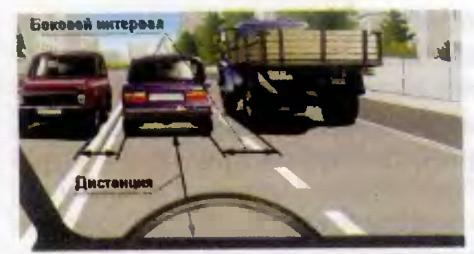 Боковой интервал
Дистанция